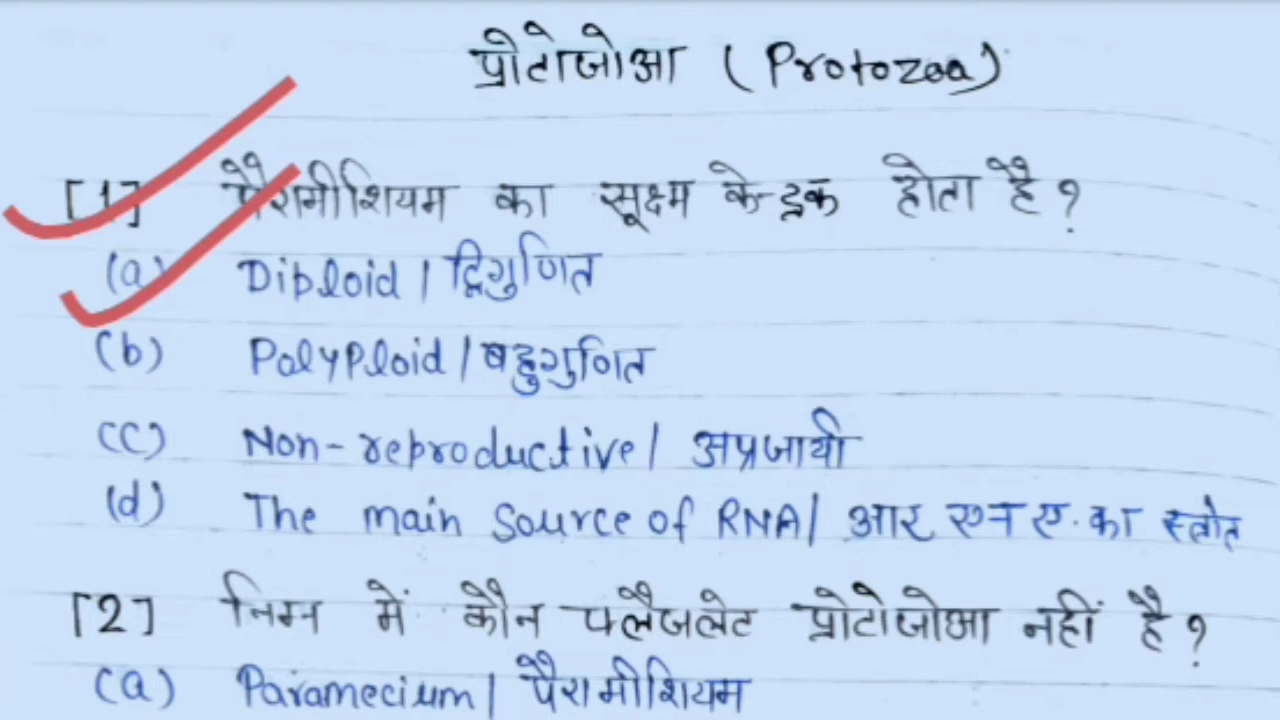 प्रोटोजोआ (Protozoa)
[1] पैरामीशियम का सूक्ष्म केन्द्रक होता है?
(a) Diploid / द्विगुणित
(b) Polyploid / बहुगुणित
(c) Non-reproductive / अप्रजायी
(d) The main Source of RNA / आर एन ए. का स्त्रोत
[2] निम्न में कौन फ्लैजलेट प्रोटोजोआ नहीं है?
(a) Paramecium / पैरामीशियम